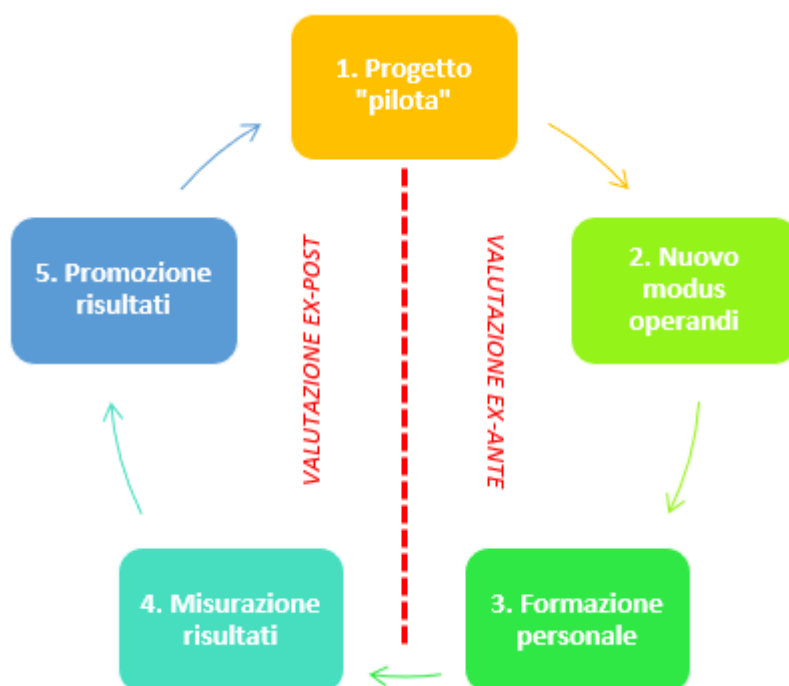 1. Progetto
"pilota"
2. Nuovo
modus
operandi
3. Formazione
personale
4. Misurazione
risultati
5. Promozione
risultati
VALUTAZIONE EX-POST
VALUTAZIONE EX-ANTE